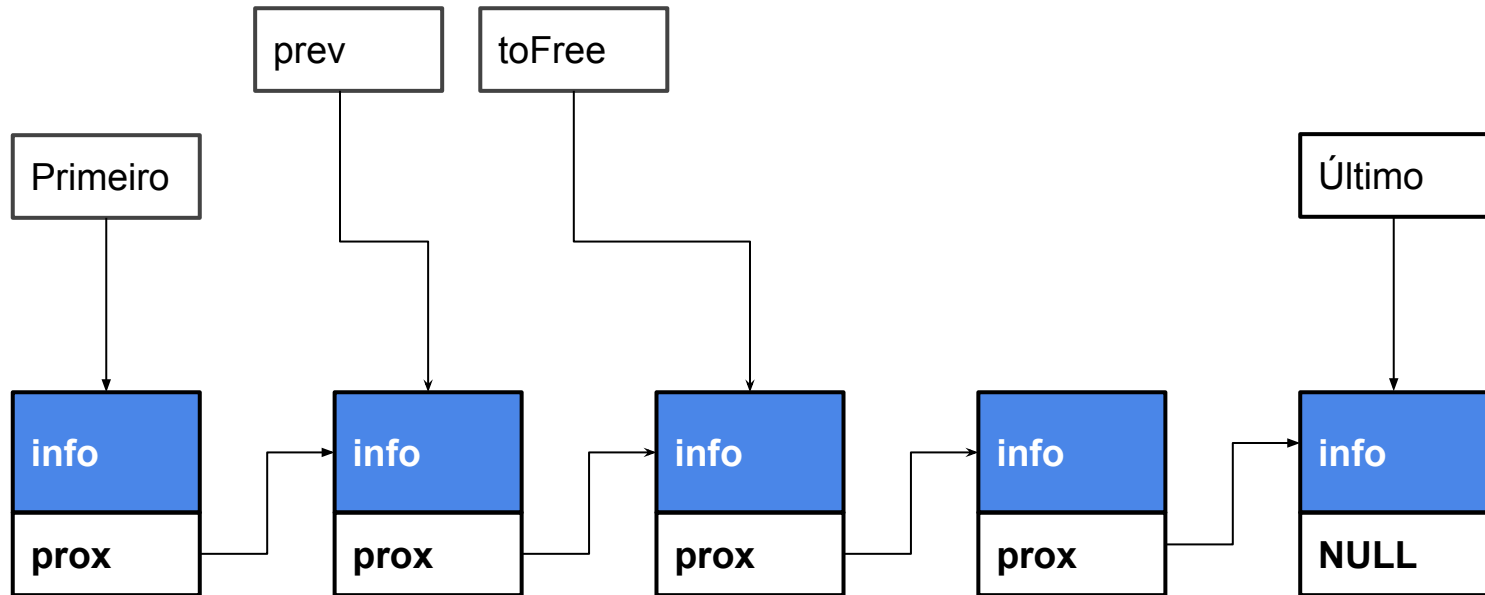 prev
toFree
Primeiro
Último
info
info
info
info
info
prox
prox
prox
prox
NULL